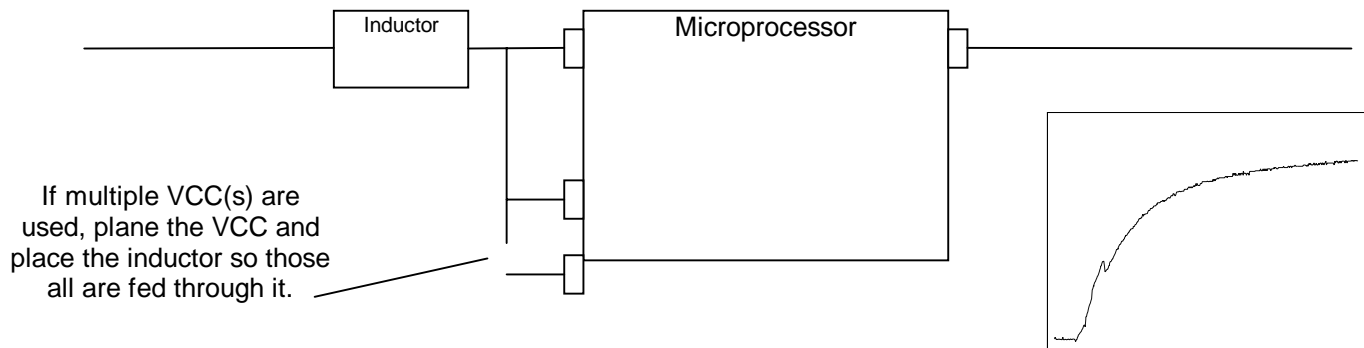 Inductor
Microprocessor
If multiple VCC(s) are
used, plane the VCC and
place the inductor so those
all are fed through it.